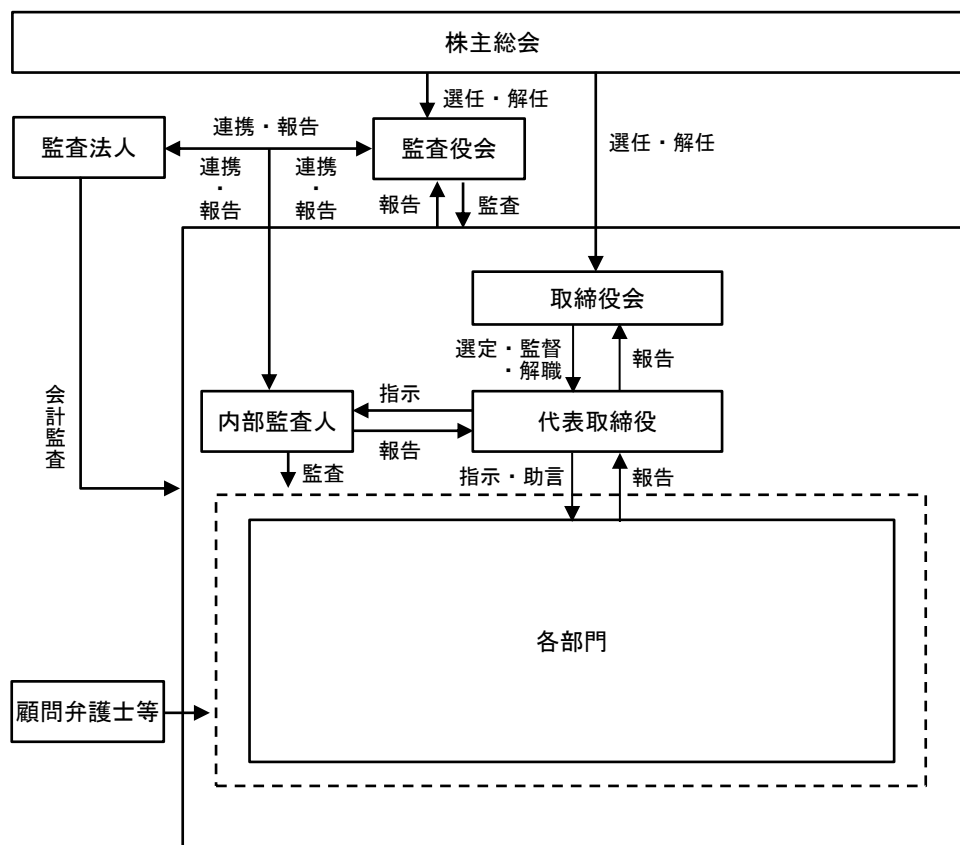 株主総会
選任・解任
選任・解任
監査法人
連携・報告
監査役会
連携
・
報告
連携
・
報告
報告
監査
取締役会
選定・監督
・解職
報告
会計監査
内部監査人
指示
報告
代表取締役
監査
指示・助言
報告
各部門
顧問弁護士等